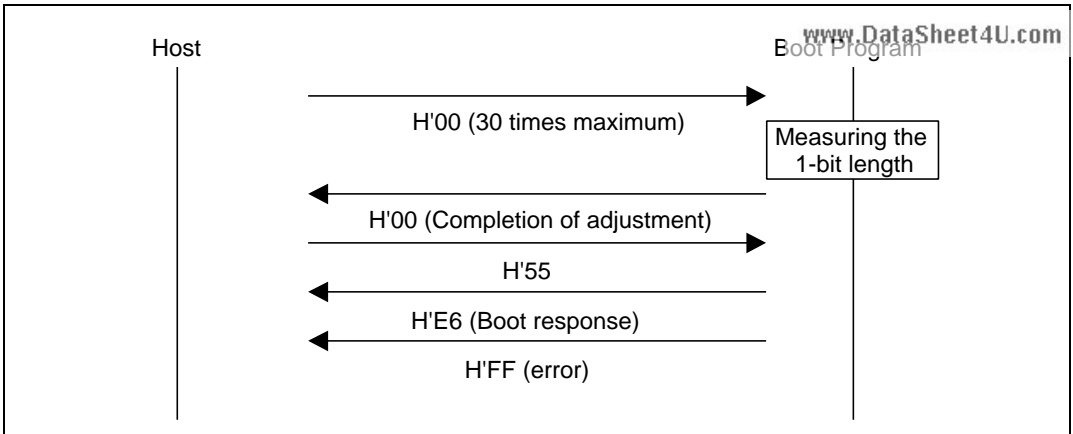 www.DataSheet4U.com
Host
Boot Program
H'00 (30 times maximum)
Measuring the
1-bit length
H'00 (Completion of adjustment)
H'55
H'E6 (Boot response)
H'FF (error)